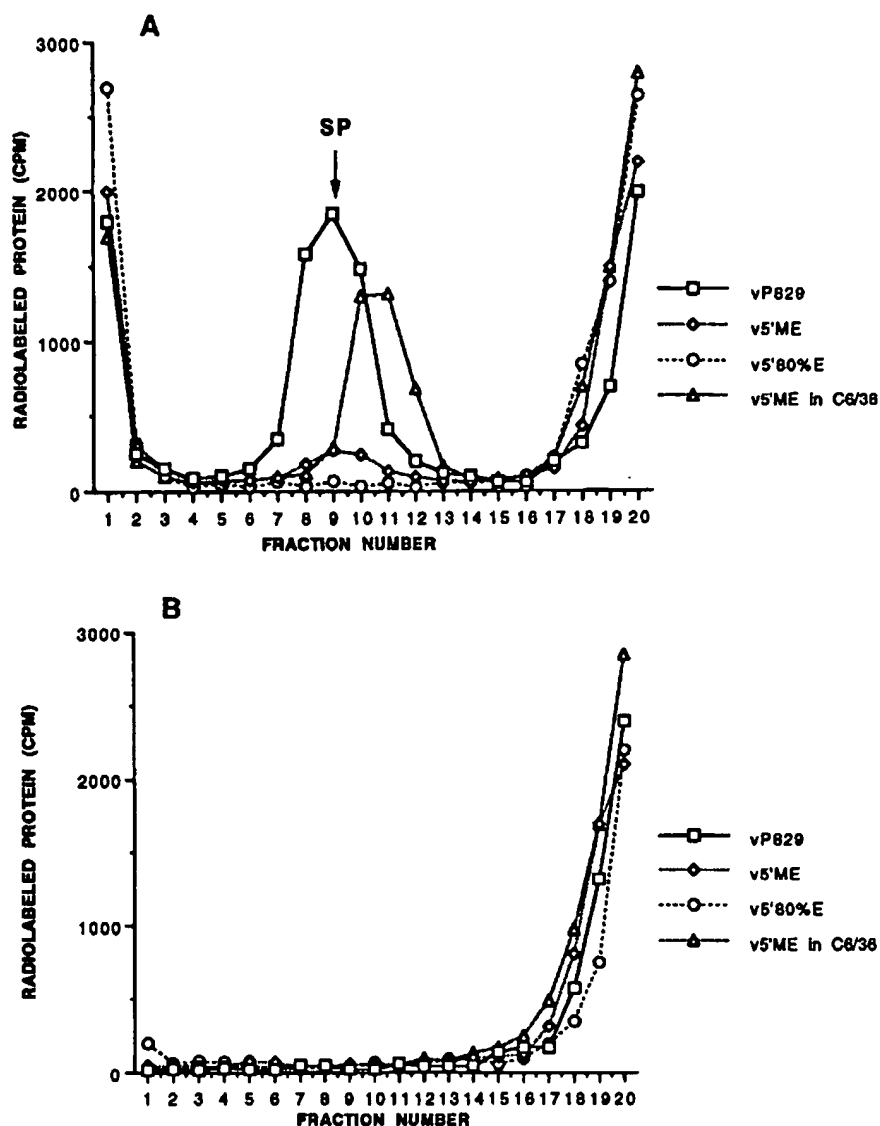 A
3000
2000
1000
0
RADIOLABELED PROTEIN (CPM)
SP
1 2 3 4 5 6 7 8 9 10 11 12 13 14 15 16 17 18 19 20
FRACTION NUMBER
vP829
v5'ME
v5'80%E
v5'ME in C6/36
B
3000
2000
1000
0
RADIOLABELED PROTEIN (CPM)
1 2 3 4 5 6 7 8 9 10 11 12 13 14 15 16 17 18 19 20
FRACTION NUMBER
vP829
v5'ME
v5'80%E
v5'ME in C6/36